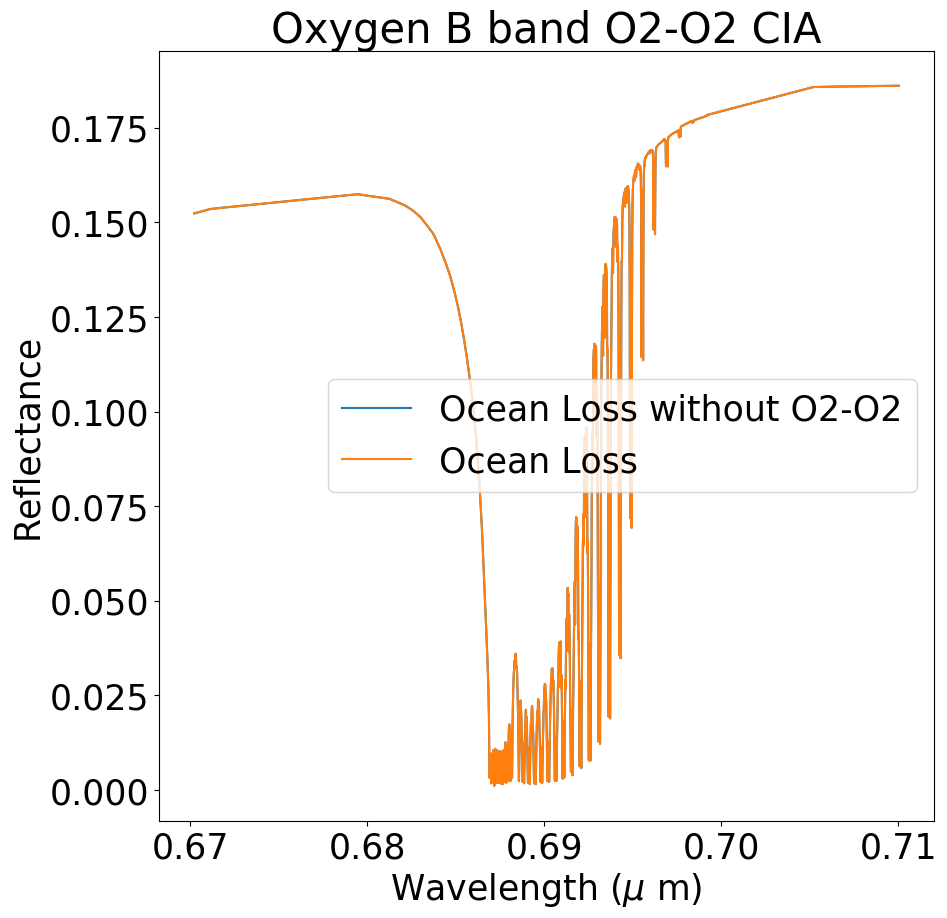 Oxygen B band O2-O2 CIA
Reflectance
0.175
0.150
0.125
0.100
0.075
0.050
0.025
0.000
Ocean Loss without O2-O2
Ocean Loss
0.67 0.68 0.69 0.70 0.71
Wavelength (μ m)